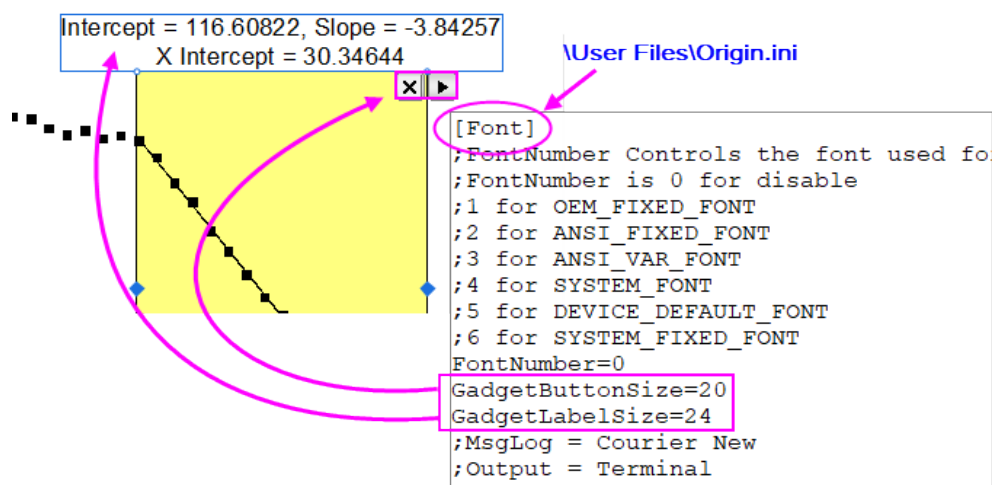 Intercept = 116.60822, Slope = -3.84257
X Intercept = 30.34644
\User Files\Origin.ini
[Font]
;FontNumber Controls the font used fo
;FontNumber is 0 for disable
;1 for OEM_FIXED_FONT
;2 for ANSI_FIXED_FONT
;3 for ANSI_VAR_FONT
;4 for SYSTEM_FONT
;5 for DEVICE_DEFAULT_FONT
;6 for SYSTEM_FIXED_FONT
FontNumber=0
GadgetButtonSize=20
GadgetLabelSize=24
;MsgLog = Courier New
;Output = Terminal